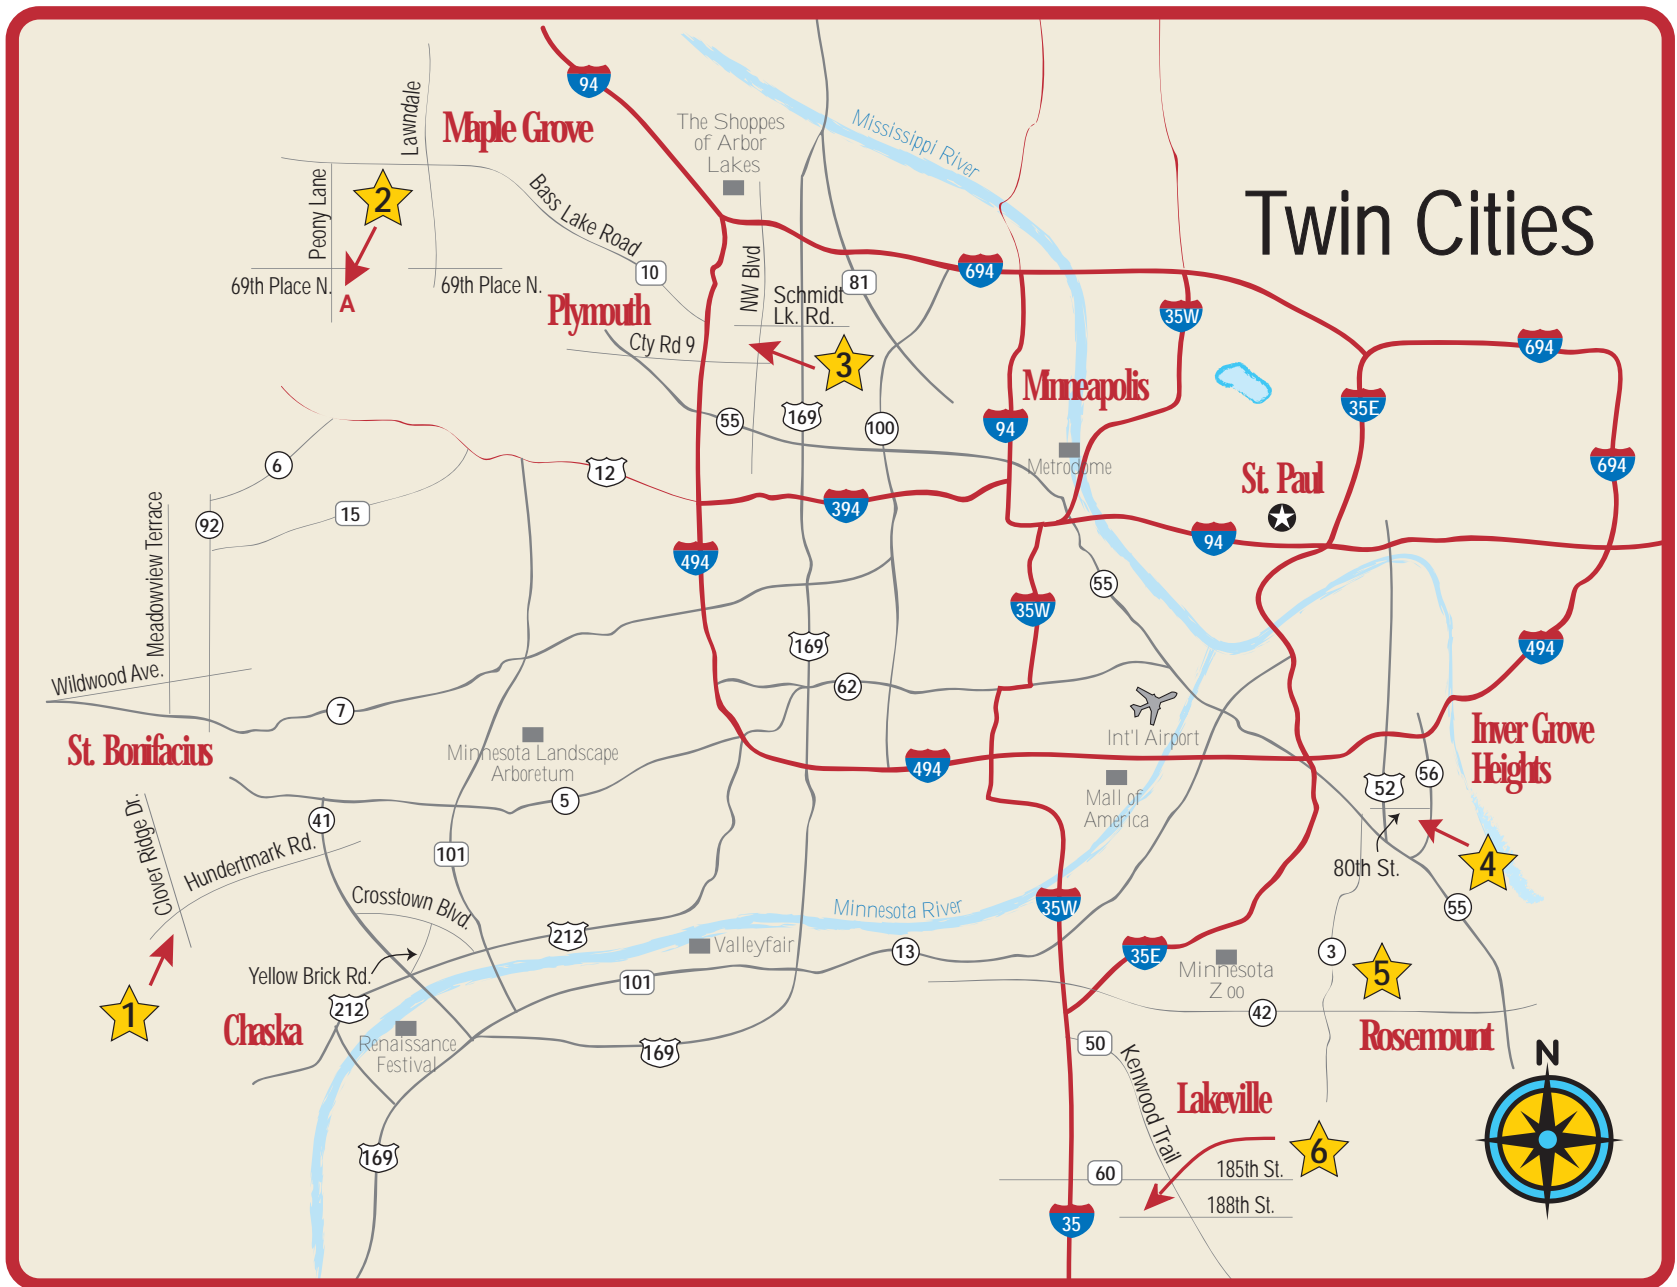 Twin Cities
94
Maple Grove
Lawndale
The Shoppes
of Arbor
Lakes
Mississippi River
Peony Lane
2
Bass Lake Road
10
69th Place N.
A
69th Place N.
NW Blvd
81
694
Schmidt
Lk. Rd.
Plymouth
Cty Rd 9
3
35W
694
Minneapolis
35E
55
169
100
94
Metrodome
694
St. Paul
6
12
15
92
394
494
94
Meadowview Terrace
55
35W
169
494
62
Wildwood Ave.
7
St. Bonifacius
Minnesota Landscape
Arboretum
5
Int'l Airport
494
Mall of
America
Inver Grove
Heights
52
56
80th St.
4
55
41
Clover Ridge Dr.
Hundertmark Rd.
101
Crosstown Blvd.
212
Minnesota River
35W
Valleyfair
13
35E
Minnesota
Zoo
3
5
Yellow Brick Rd.
101
212
1
Chaska
Renaissance
Festival
169
42
Rosemount
50
Kenwood Trail
Lakeville
N
6
169
60
185th St.
188th St.
35